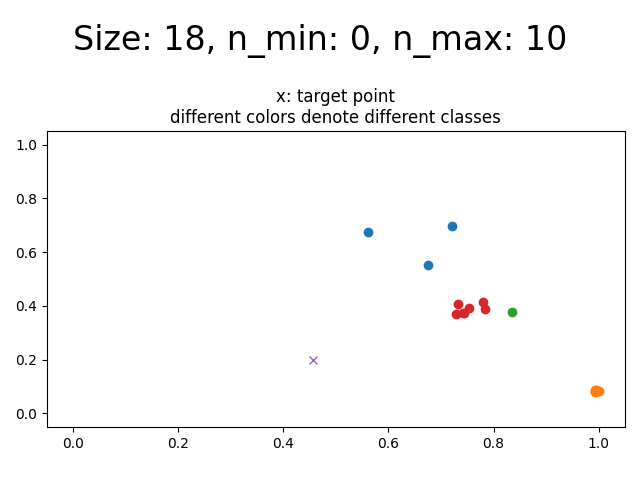 Size: 18, n_min: 0, n_max: 10
x: target point
different colors denote different classes
1.0
0.8
0.6
0.4
0.2
0.0
0.0 0.2 0.4 0.6 0.8 1.0